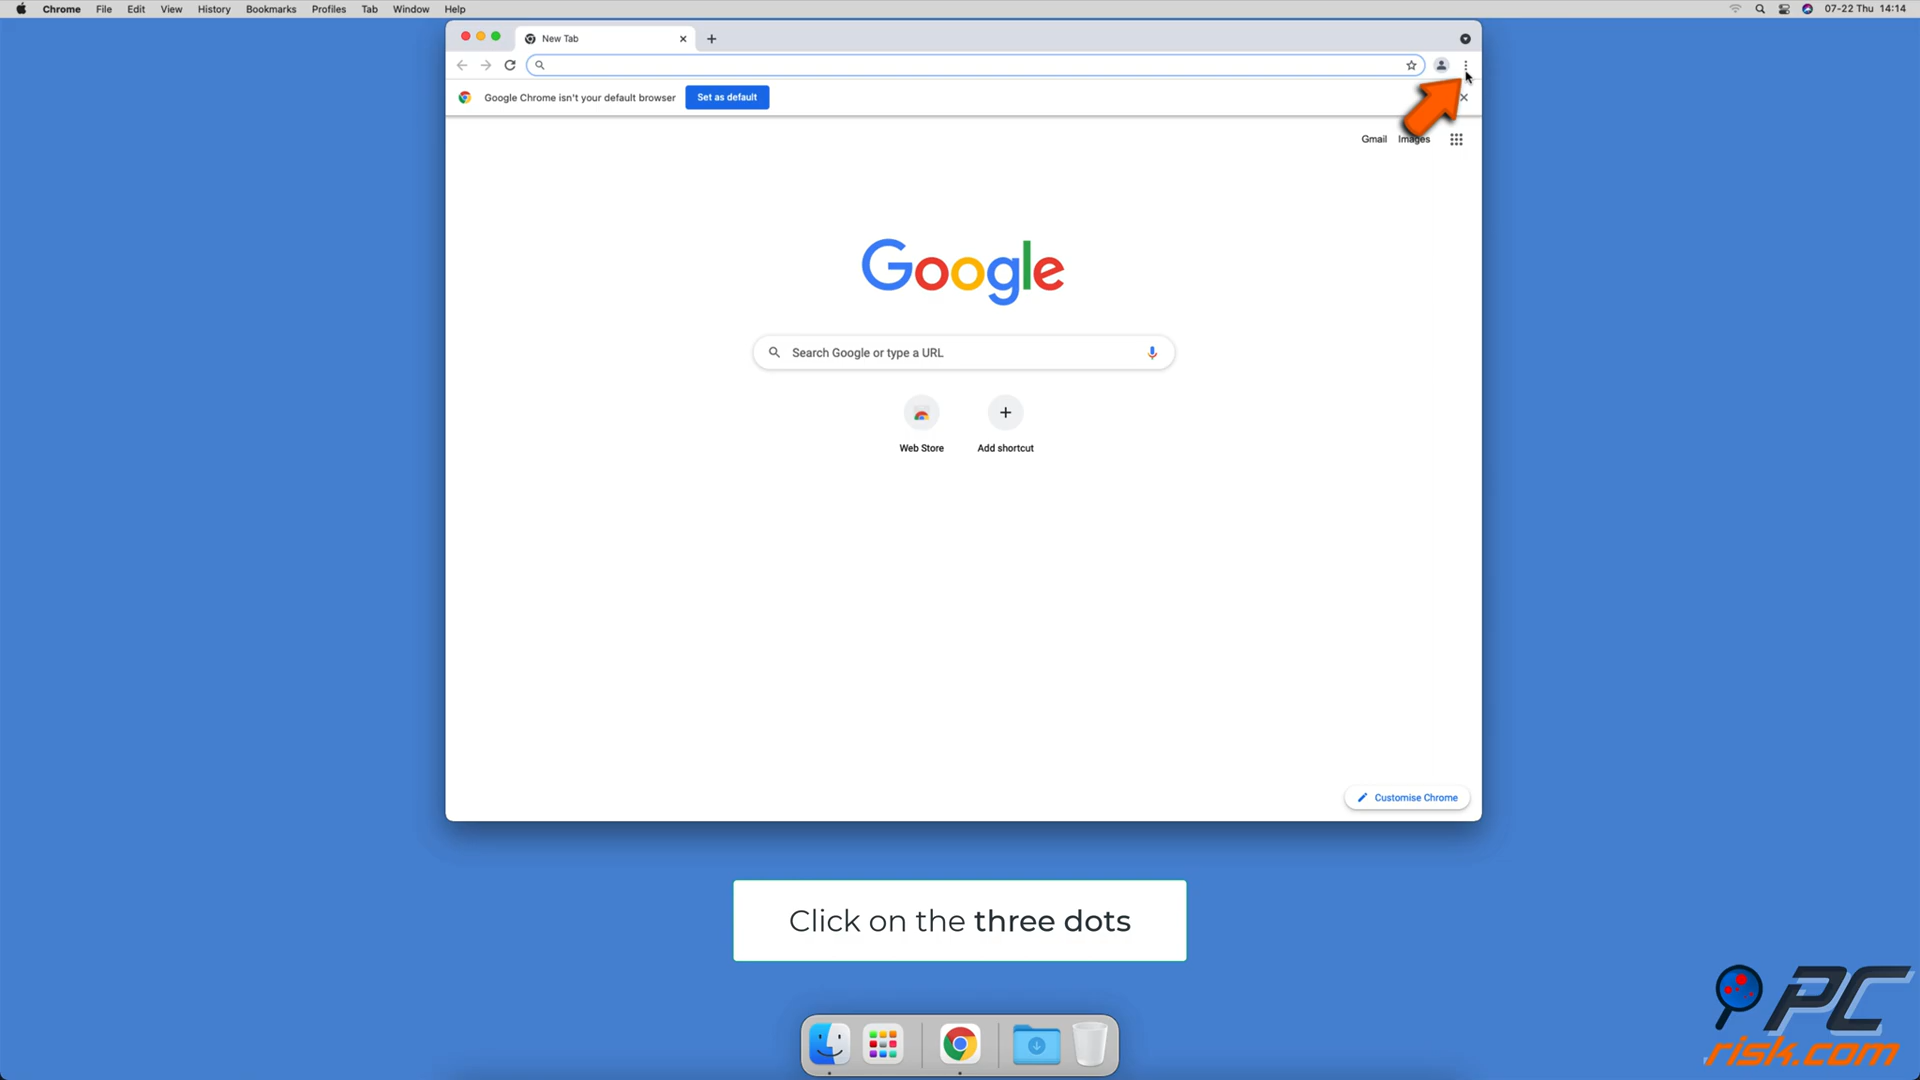 Chrome File Edit View History Bookmarks Profiles Tab Window Help 07-22 Thu 14:14
New Tab
Google Chrome isn't your default browser Set as default
Gmail Images
Google
Search Google or type a URL
Web Store Add shortcut
Customise Chrome
Click on the three dots
PC
risk.com